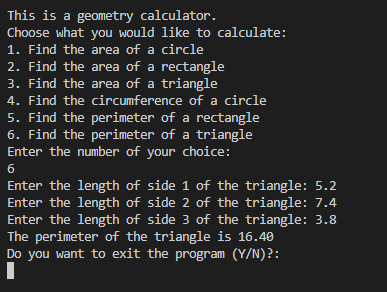 This is a geometry calculator.
Choose what you would like to calculate:
1. Find the area of a circle
2. Find the area of a rectangle
3. Find the area of a triangle
4. Find the circumference of a circle
5. Find the perimeter of a rectangle
6. Find the perimeter of a triangle
Enter the number of your choice:
6
Enter the length of side 1 of the triangle: 5.2
Enter the length of side 2 of the triangle: 7.4
Enter the length of side 3 of the triangle: 3.8
The perimeter of the triangle is 16.40
Do you want to exit the program (Y/N)?: